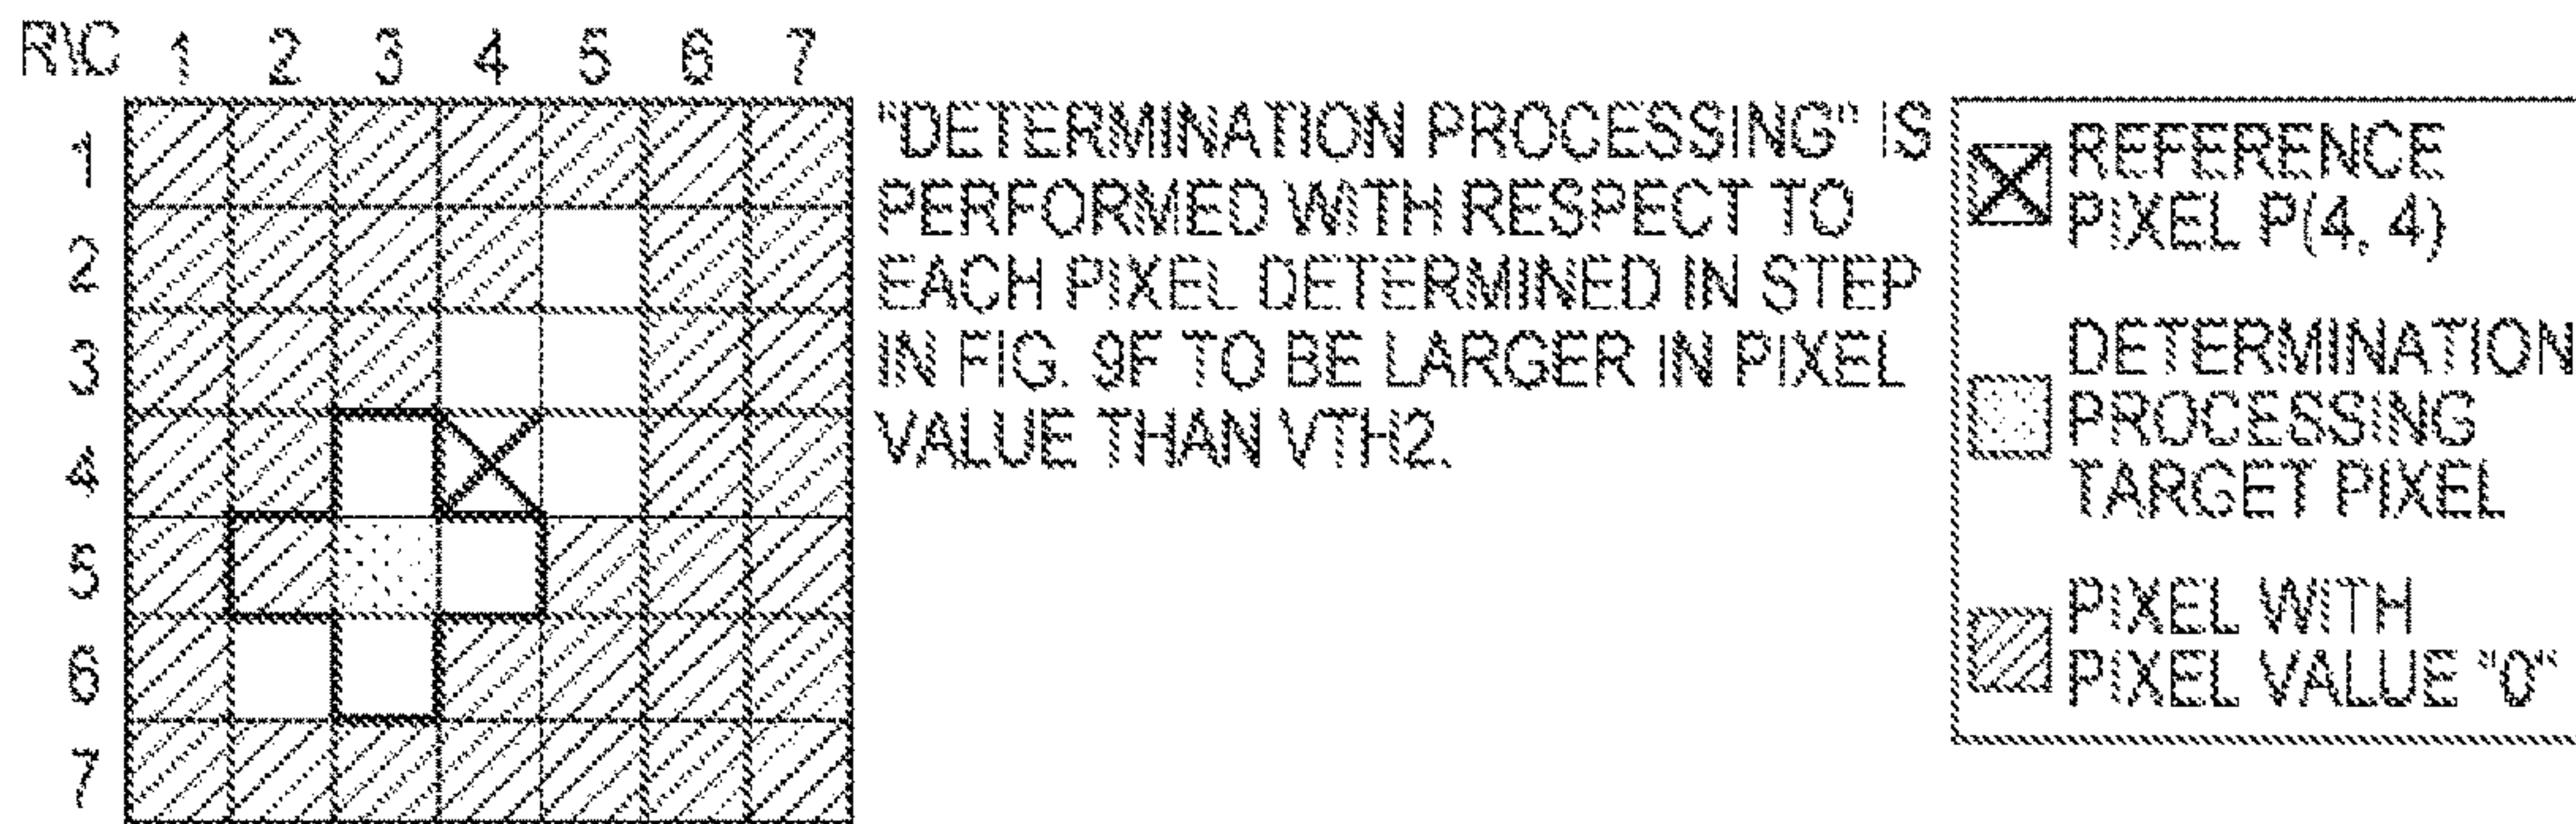 R\C 1 2 3 4 5 6 7
1
2
3
4
5
6
7
"DETERMINATION PROCESSING" IS
PERFORMED WITH RESPECT TO
EACH PIXEL DETERMINED IN STEP
IN FIG. 9F TO BE LARGER IN PIXEL
VALUE THAN VTH2.
REFERENCE
PIXEL P(4, 4)
DETERMINATION
PROCESSING
TARGET PIXEL
PIXEL WITH
PIXEL VALUE "0"